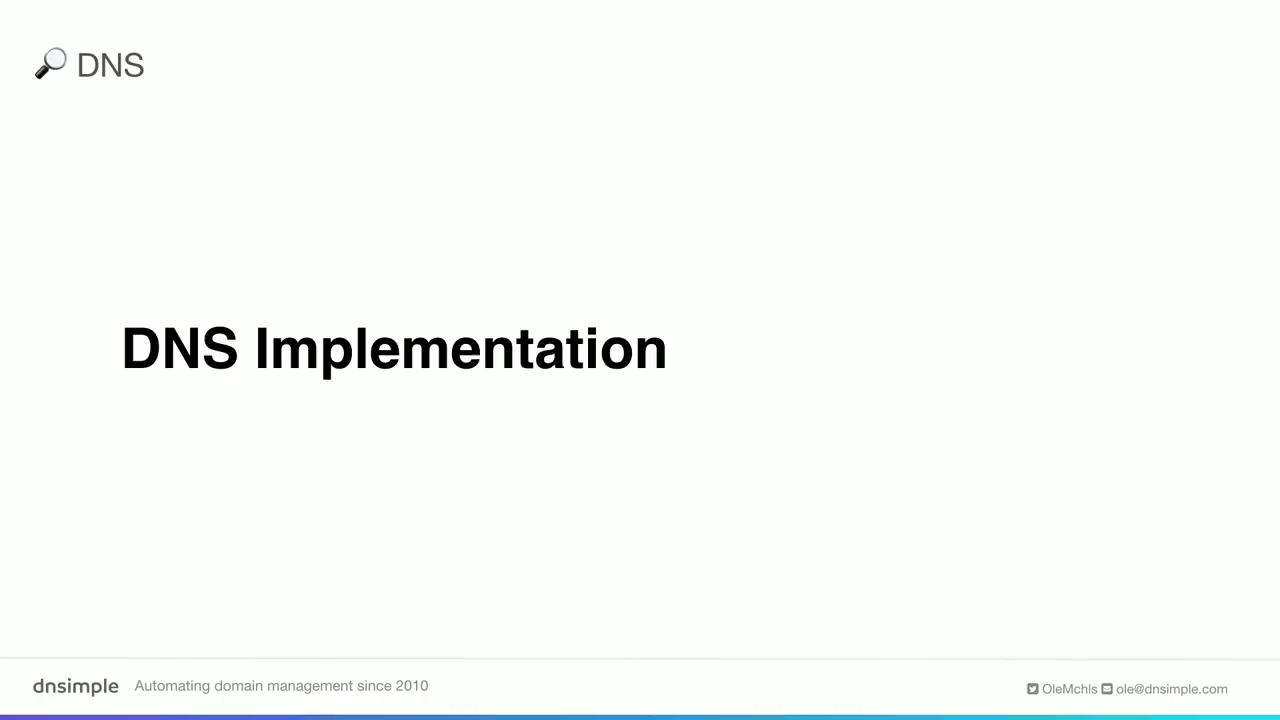 🔎 DNS
DNS Implementation
dnsimple Automating domain management since 2010
OleMchls ole@dnsimple.com